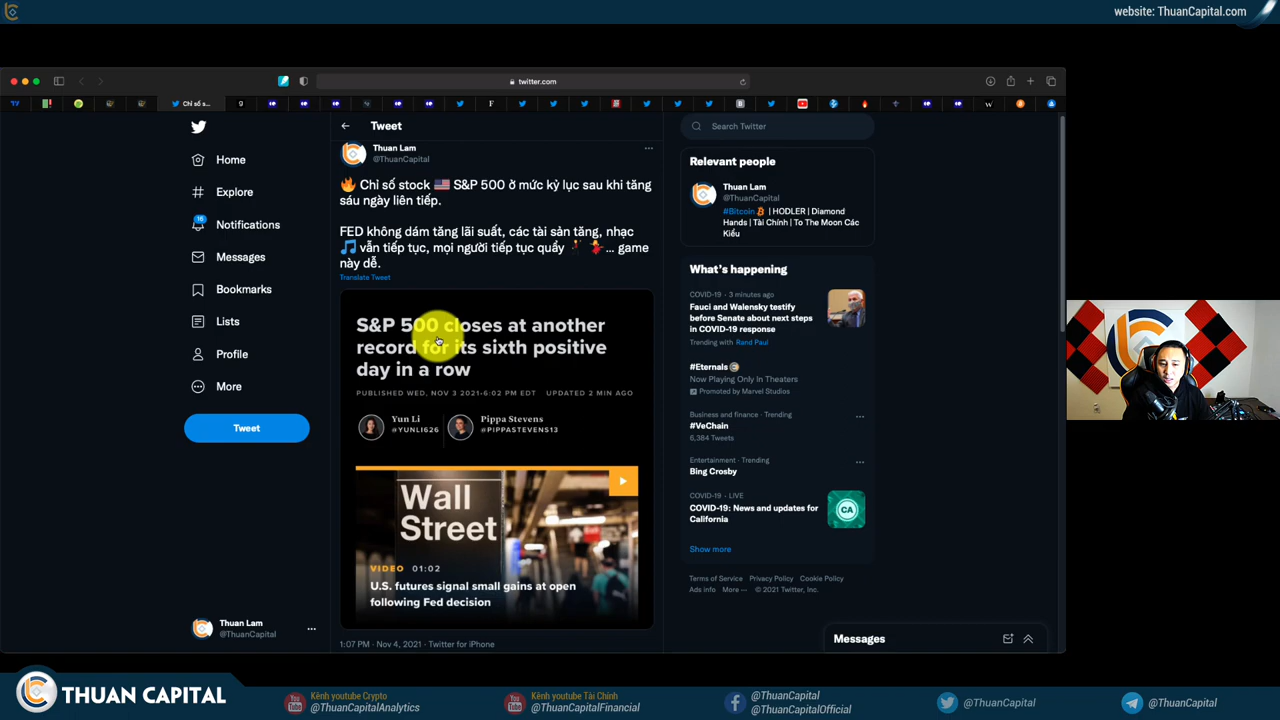 website: ThuanCapital.com
twitter.com
Chỉ số s...
Tweet
Search Twitter
Home
Explore
16
Notifications
Messages
Bookmarks
Lists
Profile
More
Tweet
Thuan Lam
@ThuanCapital
Thuan Lam
@ThuanCapital
🔥 Chỉ số stock 🇺🇸 S&P 500 ở mức kỷ lục sau khi tăng
sáu ngày liên tiếp.
FED không dám tăng lãi suất, các tài sản tăng, nhạc
🎵 vẫn tiếp tục, mọi người tiếp tục quẩy 🕺 💃... game
này dễ.
Translate Tweet
S&P 500 closes at another
record for its sixth positive
day in a row
PUBLISHED WED, NOV 3 2021-6:02 PM EDT
UPDATED 2 MIN AGO
Yun Li
@YUNLI626
Pippa Stevens
@PIPPASTEVENS13
Wall
Street
VIDEO 01:02
U.S. futures signal small gains at open
following Fed decision
1:07 PM · Nov 4, 2021 · Twitter for iPhone
Relevant people
Thuan Lam
@ThuanCapital
#Bitcoin | HODLER | Diamond
Hands | Tài Chính | To The Moon Các
Kiểu
What's happening
COVID-19 · 3 minutes ago
Fauci and Walensky testify
before Senate about next steps
in COVID-19 response
Trending with Rand Paul
#Eternals
Now Playing Only In Theaters
Promoted by Marvel Studios
Business and finance · Trending
#VeChain
6,384 Tweets
Entertainment · Trending
Bing Crosby
COVID-19 · LIVE
COVID-19: News and updates for
California
CA
Show more
Terms of Service Privacy Policy Cookie Policy
Ads info More ··· © 2021 Twitter, Inc.
Messages
THUAN CAPITAL
Kênh youtube Crypto
@ThuanCapitalAnalytics
Kênh youtube Tài Chính
@ThuanCapitalFinancial
@ThuanCapital
@ThuanCapitalOfficial
@ThuanCapital
@ThuanCapital